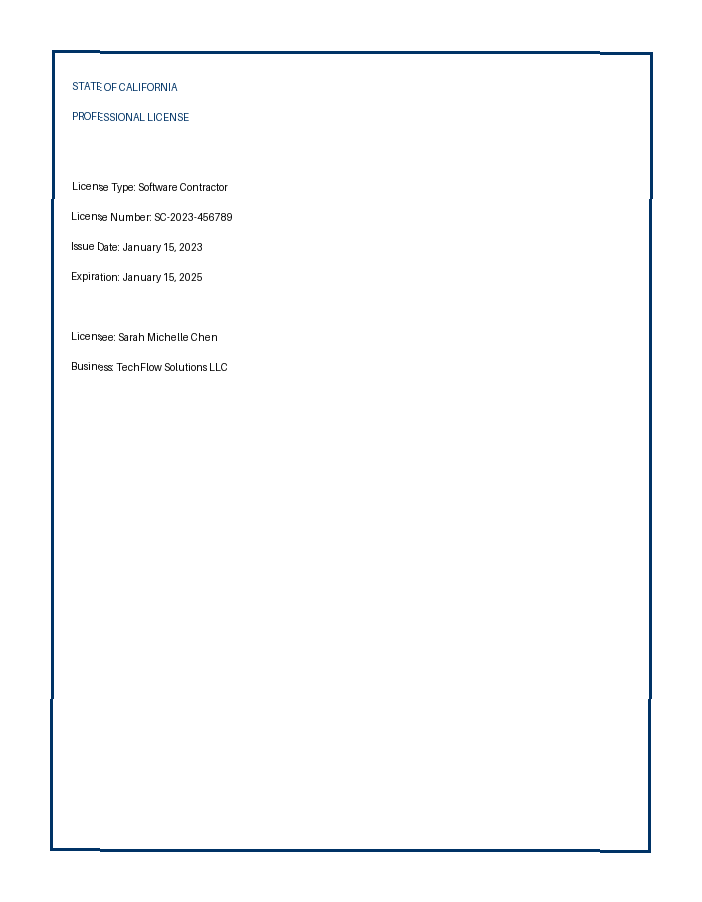 STATE OF CALIFORNIA
PROFESSIONAL LICENSE
License Type: Software Contractor
License Number: SC-2023-456789
Issue Date: January 15, 2023
Expiration: January 15, 2025
Licensee: Sarah Michelle Chen
Business: TechFlow Solutions LLC